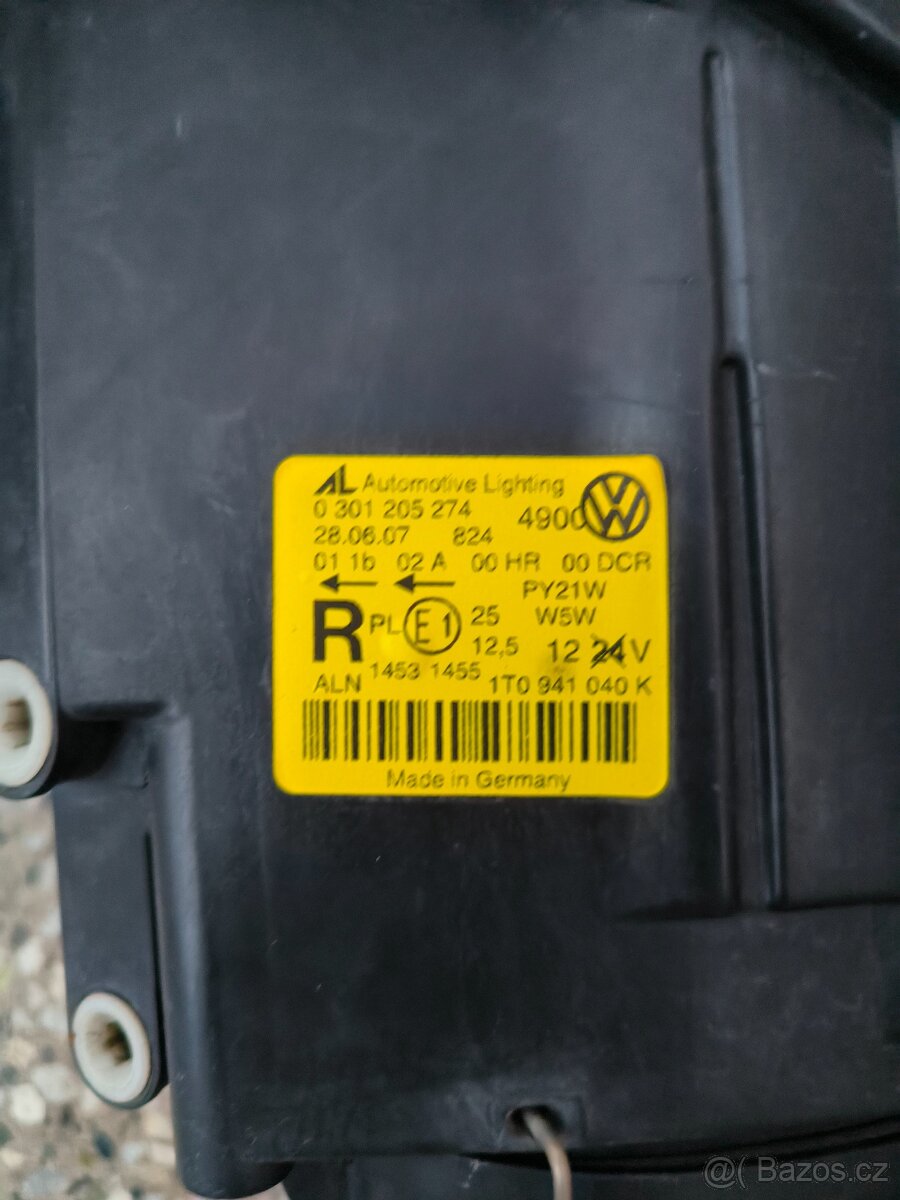 AL Automotive Lighting
0 301 205 274
4900
28.06.07 824
01 1b 02 A 00 HR 00 DCR
PY21W
R PL E1 25 W5W
12,5 12 24 V
1453 1455
ALN 1T0 941 040 K
Made in Germany
@( Bazos.cz